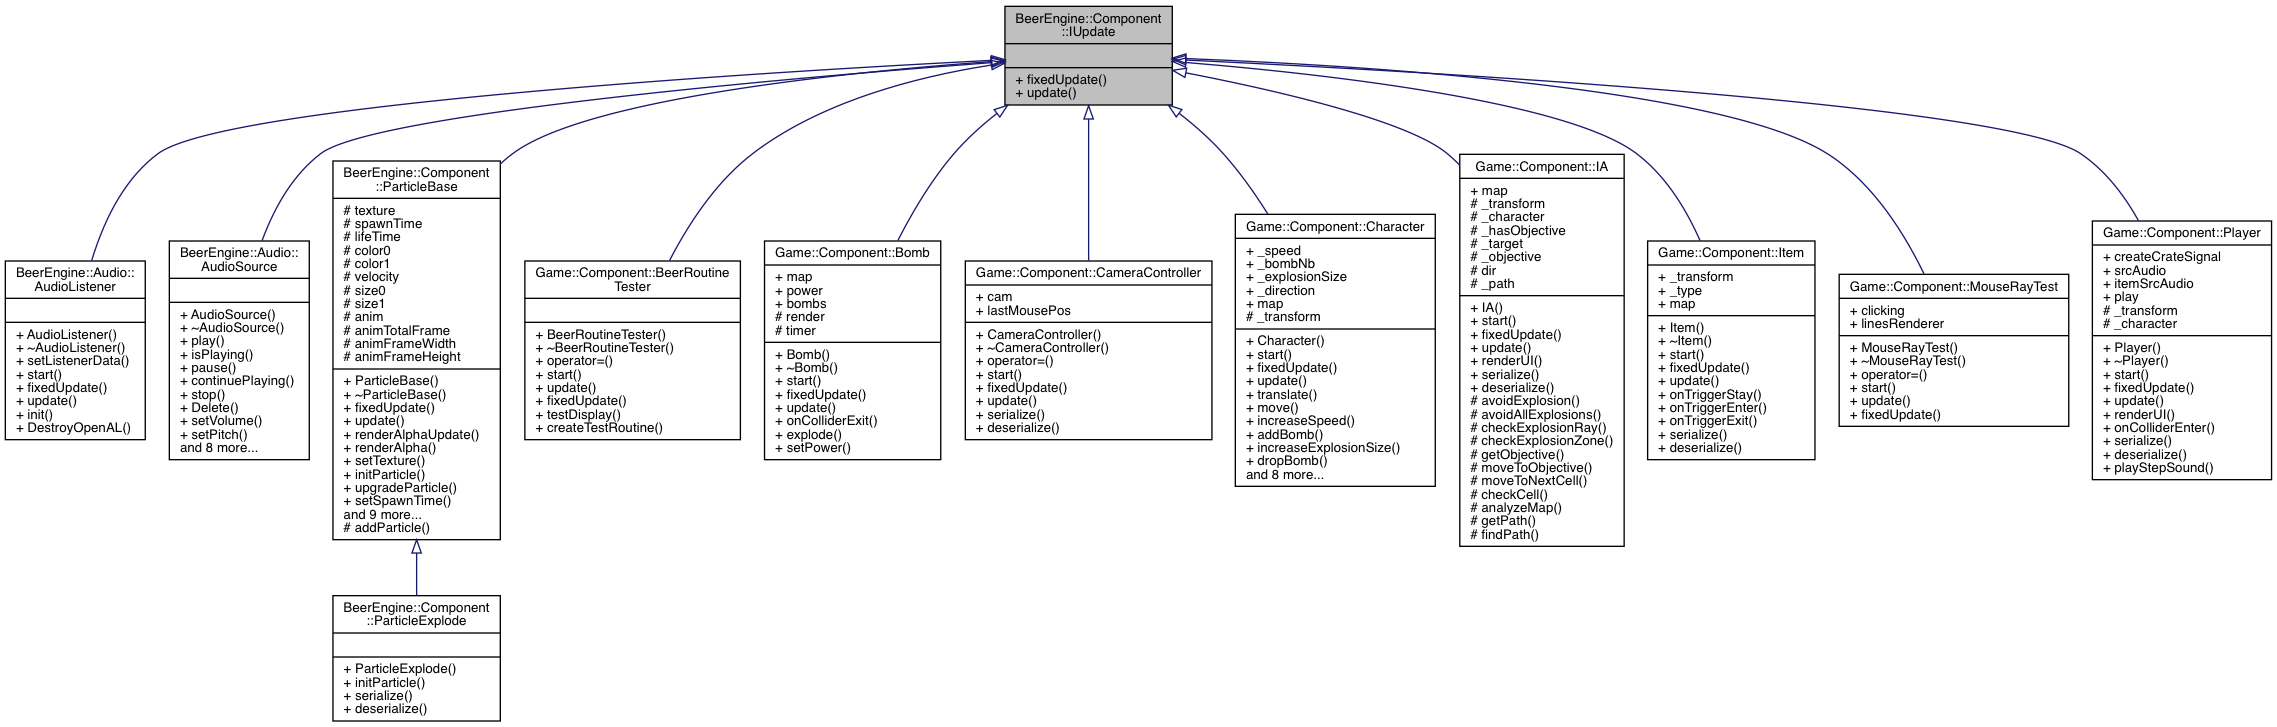 BeerEngine::Component
::IUpdate
+ fixedUpdate()
+ update()
BeerEngine::Audio::
AudioListener
+ AudioListener()
+ ~AudioListener()
+ setListenerData()
+ start()
+ fixedUpdate()
+ update()
+ init()
+ DestroyOpenAL()
BeerEngine::Audio::
AudioSource
+ AudioSource()
+ ~AudioSource()
+ play()
+ isPlaying()
+ pause()
+ continuePlaying()
+ stop()
+ Delete()
+ setVolume()
+ setPitch()
and 8 more...
BeerEngine::Component
::ParticleBase
# texture
# spawnTime
# lifeTime
# color0
# color1
# velocity
# size0
# size1
# anim
# animTotalFrame
# animFrameWidth
# animFrameHeight
+ ParticleBase()
+ ~ParticleBase()
+ fixedUpdate()
+ update()
+ renderAlphaUpdate()
+ renderAlpha()
+ setTexture()
+ initParticle()
+ upgradeParticle()
+ setSpawnTime()
and 9 more...
# addParticle()
BeerEngine::Component
::ParticleExplode
+ ParticleExplode()
+ initParticle()
+ serialize()
+ deserialize()
Game::Component::BeerRoutine
Tester
+ BeerRoutineTester()
+ ~BeerRoutineTester()
+ operator=()
+ start()
+ update()
+ fixedUpdate()
+ testDisplay()
+ createTestRoutine()
Game::Component::Bomb
+ map
+ power
+ bombs
# render
# timer
+ Bomb()
+ ~Bomb()
+ start()
+ fixedUpdate()
+ update()
+ onColliderExit()
+ explode()
+ setPower()
Game::Component::CameraController
+ cam
+ lastMousePos
+ CameraController()
+ ~CameraController()
+ operator=()
+ start()
+ fixedUpdate()
+ update()
+ serialize()
+ deserialize()
Game::Component::Character
+ _speed
+ _bombNb
+ _explosionSize
+ _direction
+ map
# _transform
+ Character()
+ start()
+ fixedUpdate()
+ update()
+ translate()
+ move()
+ increaseSpeed()
+ addBomb()
+ increaseExplosionSize()
+ dropBomb()
and 8 more...
Game::Component::IA
+ map
# _transform
# _character
# _hasObjective
# _target
# _objective
# dir
# _path
+ IA()
+ start()
+ fixedUpdate()
+ update()
+ renderUI()
+ serialize()
+ deserialize()
# avoidExplosion()
# avoidAllExplosions()
# checkExplosionRay()
# checkExplosionZone()
# getObjective()
# moveToObjective()
# moveToNextCell()
# checkCell()
# analyzeMap()
# getPath()
# findPath()
Game::Component::Item
+ _transform
+ _type
+ map
+ Item()
+ ~Item()
+ start()
+ fixedUpdate()
+ update()
+ onTriggerStay()
+ onTriggerEnter()
+ onTriggerExit()
+ serialize()
+ deserialize()
Game::Component::MouseRayTest
+ clicking
+ linesRenderer
+ MouseRayTest()
+ ~MouseRayTest()
+ operator=()
+ start()
+ update()
+ fixedUpdate()
Game::Component::Player
+ createCrateSignal
+ srcAudio
+ itemSrcAudio
+ play
# _transform
# _character
+ Player()
+ ~Player()
+ start()
+ fixedUpdate()
+ update()
+ renderUI()
+ onColliderEnter()
+ serialize()
+ deserialize()
+ playStepSound()